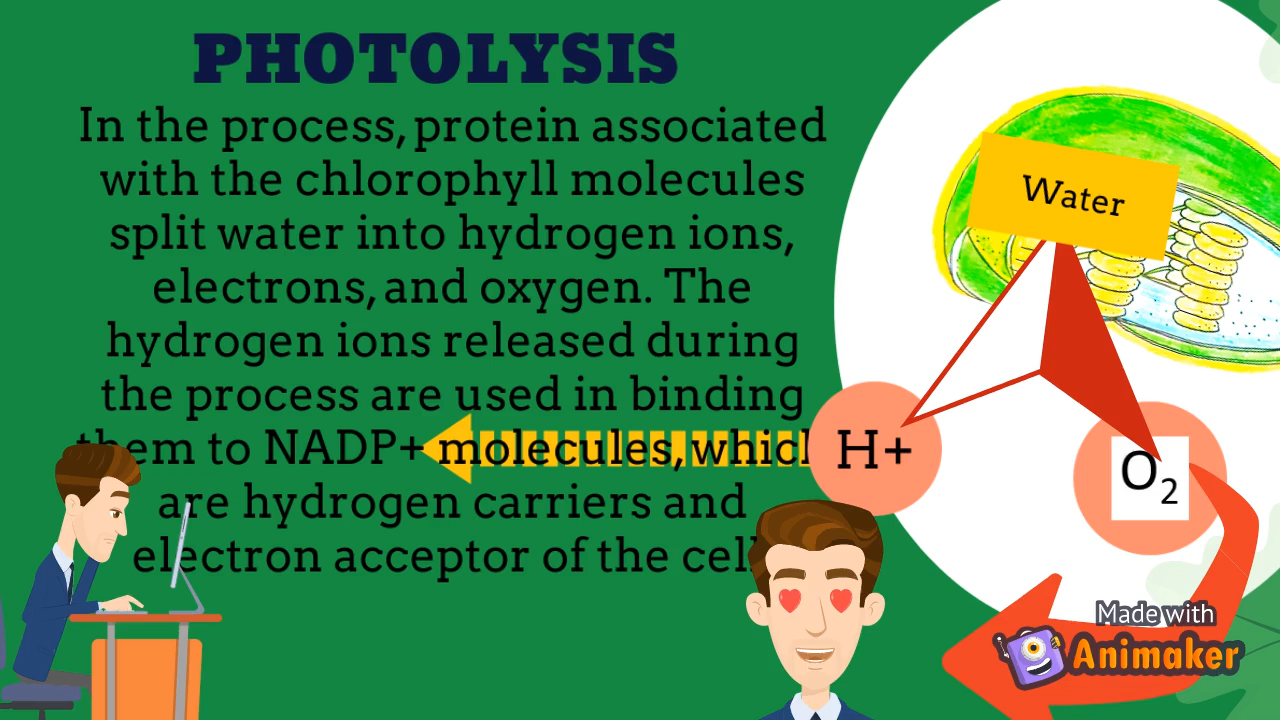 PHOTOLYSIS
In the process, protein associated
with the chlorophyll molecules
split water into hydrogen ions,
electrons, and oxygen. The
hydrogen ions released during
the process are used in binding
them to NADP+ molecules, which
are hydrogen carriers and
electron acceptor of the cell
Water
H+
O₂
Made with
Animaker